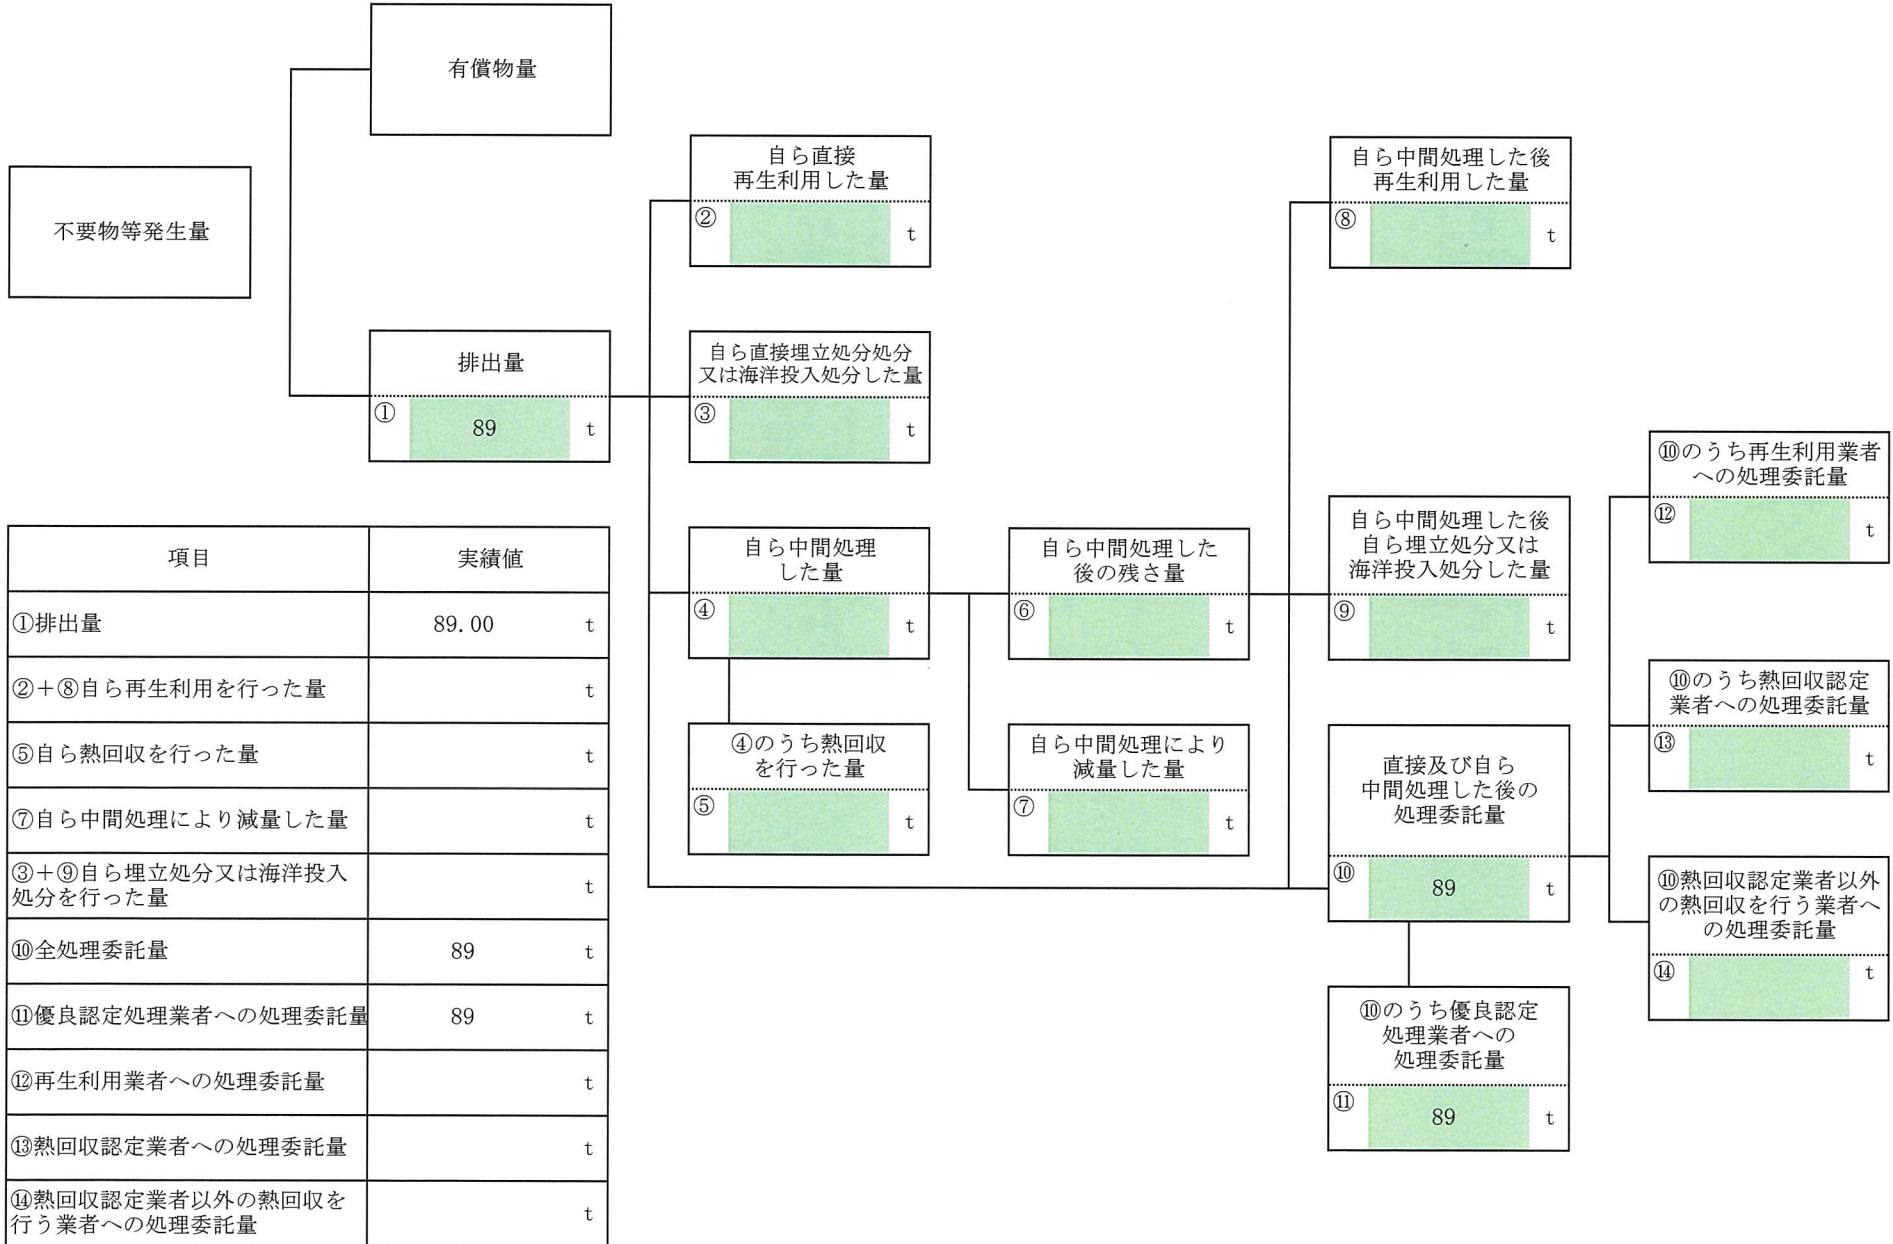 有償物量
不要物等発生量
自ら直接
再生利用した量
②
t
自ら中間処理した後
再生利用した量
⑧
t
排出量
①
89
t
自ら直接埋立処分処分
又は海洋投入処分した量
③
t
自ら中間処理
した量
④
t
自ら中間処理した
後の残さ量
⑥
t
自ら中間処理した後
自ら埋立処分又は
海洋投入処分した量
⑨
t
⑩のうち再生利用業者
への処理委託量
⑫
t
④のうち熱回収
を行った量
⑤
t
自ら中間処理により
減量した量
⑦
t
直接及び自ら
中間処理した後の
処理委託量
⑩
89
t
⑩のうち熱回収認定
業者への処理委託量
⑬
t
⑩熱回収認定業者以外
の熱回収を行う業者へ
の処理委託量
⑭
t
⑩のうち優良認定
処理業者への
処理委託量
⑪
89
t
項目 実績値
①排出量 89.00 t
②+⑧自ら再生利用を行った量 t
⑤自ら熱回収を行った量 t
⑦自ら中間処理により減量した量 t
③+⑨自ら埋立処分又は海洋投入
処分を行った量 t
⑩全処理委託量 89 t
⑪優良認定処理業者への処理委託量 89 t
⑫再生利用業者への処理委託量 t
⑬熱回収認定業者への処理委託量 t
⑭熱回収認定業者以外の熱回収を
行う業者への処理委託量 t